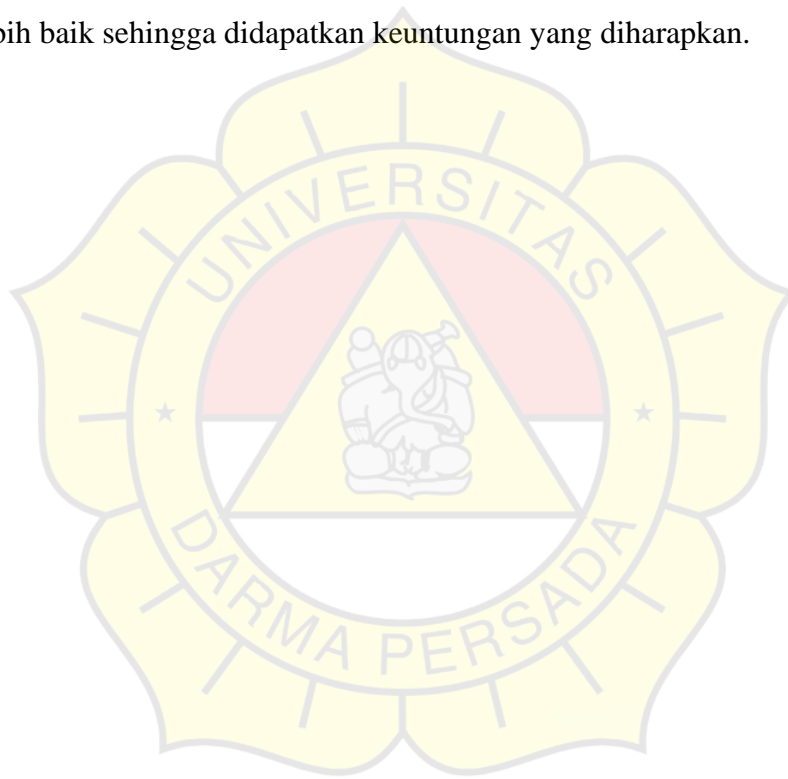 bih baik sehingga didapatkan keuntungan yang diharapkan.
UNIVERSITAS
DARMA PERSADA